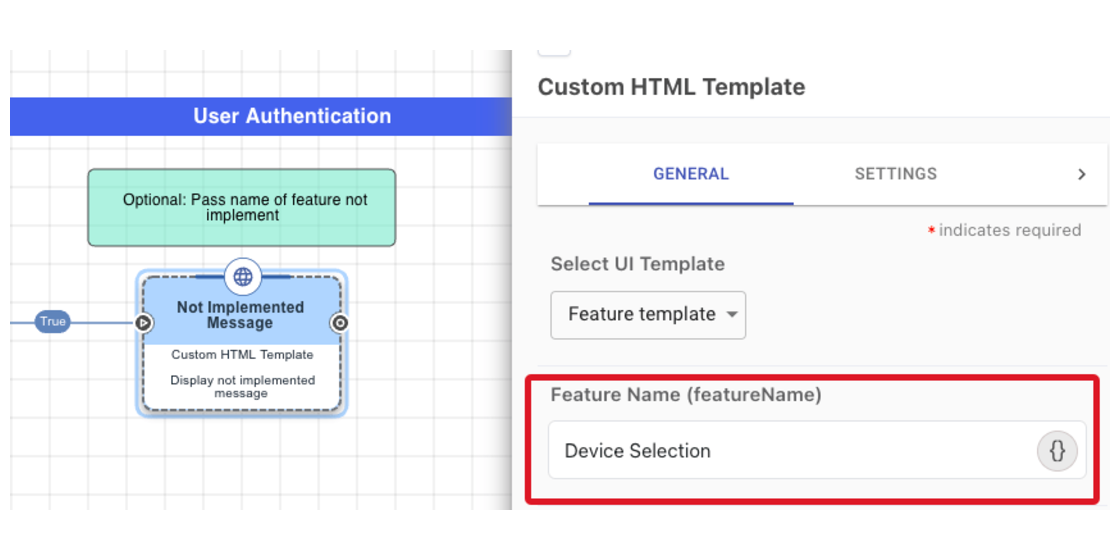 User Authentication
Optional: Pass name of feature not
implement
True
Not Implemented
Message
Custom HTML Template
Display not implemented
message
Custom HTML Template
GENERAL
SETTINGS
* indicates required
Select UI Template
Feature template
Feature Name (featureName)
Device Selection
{}